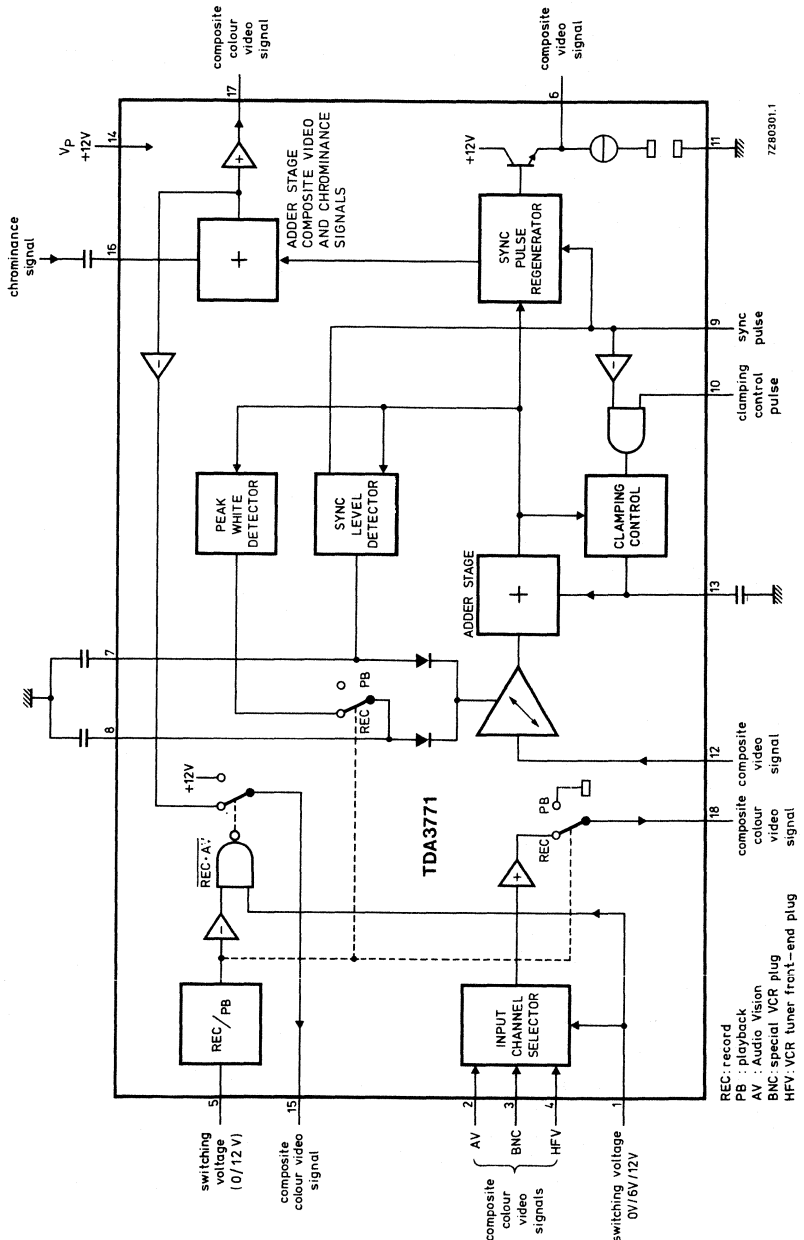 composite
colour
video
signal
17
VP
+12V
14
chrominance
signal
16
+
+
ADDER STAGE
COMPOSITE VIDEO
AND CHROMINANCE
SIGNALS
composite
video
signal
6
+12V
11
7Z80301.1
SYNC
PULSE
REGENERATOR
9
sync
pulse
10
clamping
control
pulse
-
-
PEAK
WHITE
DETECTOR
SYNC
LEVEL
DETECTOR
CLAMPING
CONTROL
ADDER STAGE
+
13
7
8
PB
REC
12
composite
video
signal
+12V
REC·AV
TDA3771
REC
PB
+
18
composite
colour
video
signal
-
REC/PB
5
switching
voltage
(0/12 V)
15
composite
colour video
signal
INPUT
CHANNEL
SELECTOR
2
AV
3
BNC
4
HFV
composite
colour
video
signals
1
switching voltage
0V/6V/12V
REC: record
PB : playback
AV : Audio Vision
BNC: special VCR plug
HFV: VCR tuner front-end plug